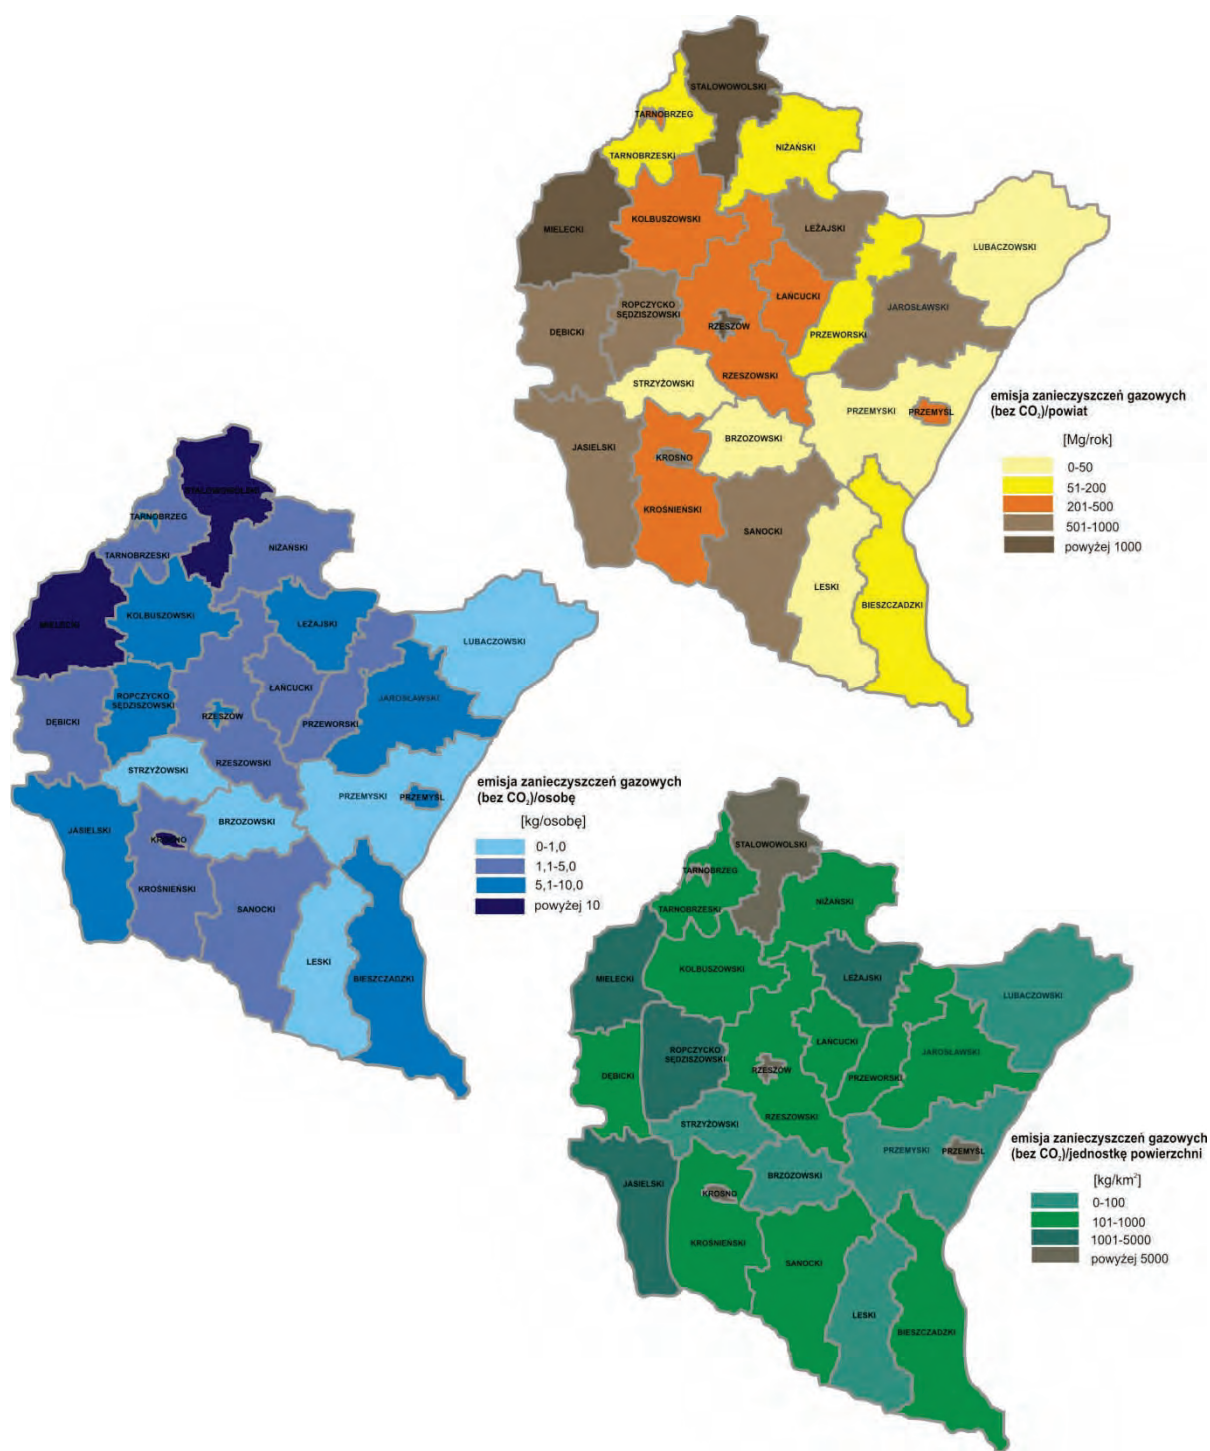 STALOWOWOLSKI
TARNOBRZEG
TARNOBRZESKI
NIŻAŃSKI
MIELECKI
KOLBUSZOWSKI
LEŻAJSKI
LUBACZOWSKI
ROPCZYCKO
SĘDZISZOWSKI
ŁAŃCUCKI
JAROSŁAWSKI
DĘBICKI
RZESZÓW
PRZEWORSKI
STRZYŻOWSKI
RZESZOWSKI
PRZEMYSKI
PRZEMYŚL
JASIELSKI
BRZOZOWSKI
KROSNO
KROŚNIEŃSKI
SANOCKI
LESKI
BIESZCZADZKI
emisja zanieczyszczeń gazowych
(bez CO₂)/powiat
[Mg/rok]
0-50
51-200
201-500
501-1000
powyżej 1000
STALOWOWOLSKI
TARNOBRZEG
TARNOBRZESKI
NIŻAŃSKI
MIELECKI
KOLBUSZOWSKI
LEŻAJSKI
LUBACZOWSKI
ROPCZYCKO
SĘDZISZOWSKI
ŁAŃCUCKI
JAROSŁAWSKI
DĘBICKI
RZESZÓW
PRZEWORSKI
STRZYŻOWSKI
RZESZOWSKI
PRZEMYSKI
PRZEMYŚL
JASIELSKI
BRZOZOWSKI
KROSNO
KROŚNIEŃSKI
SANOCKI
LESKI
BIESZCZADZKI
emisja zanieczyszczeń gazowych
(bez CO₂)/osobę
[kg/osobę]
0-1,0
1,1-5,0
5,1-10,0
powyżej 10
STALOWOWOLSKI
TARNOBRZEG
TARNOBRZESKI
NIŻAŃSKI
MIELECKI
KOLBUSZOWSKI
LEŻAJSKI
LUBACZOWSKI
ROPCZYCKO
SĘDZISZOWSKI
ŁAŃCUCKI
JAROSŁAWSKI
DĘBICKI
RZESZÓW
PRZEWORSKI
STRZYŻOWSKI
RZESZOWSKI
PRZEMYSKI
PRZEMYŚL
JASIELSKI
BRZOZOWSKI
KROSNO
KROŚNIEŃSKI
SANOCKI
LESKI
BIESZCZADZKI
emisja zanieczyszczeń gazowych
(bez CO₂)/jednostkę powierzchni
[kg/km²]
0-100
101-1000
1001-5000
powyżej 5000